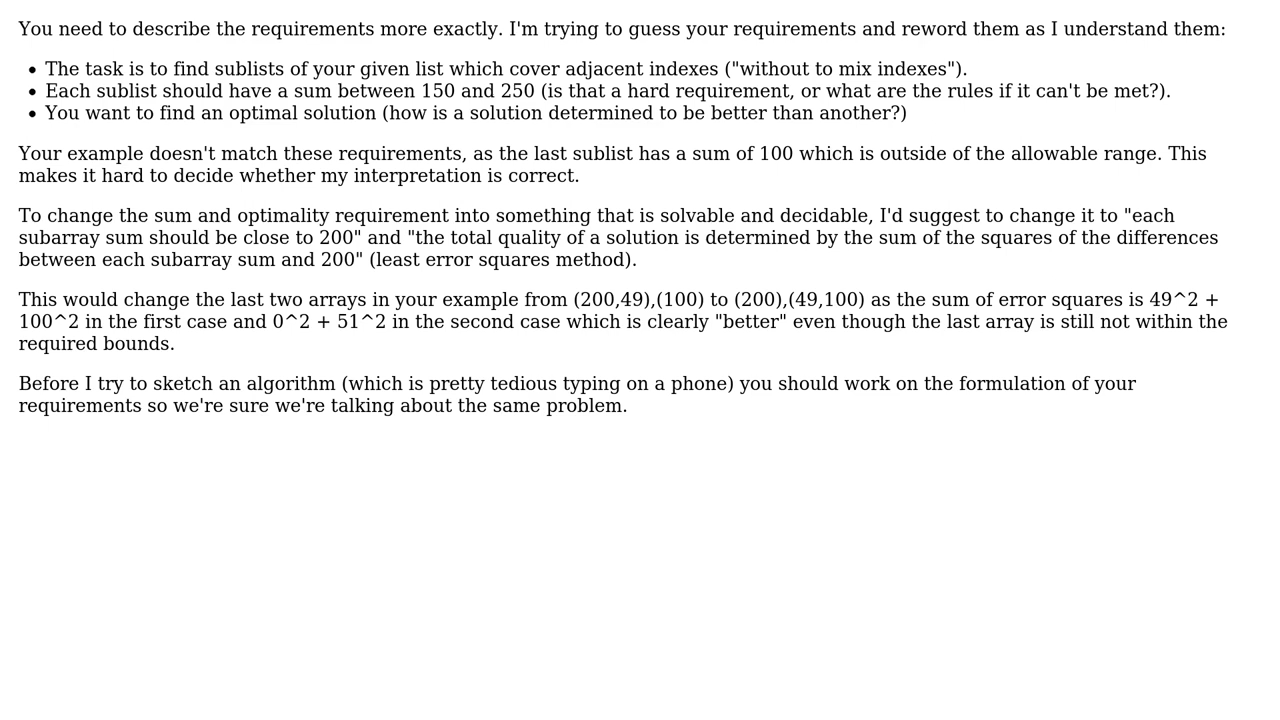 You need to describe the requirements more exactly. I'm trying to guess your requirements and reword them as I understand them:
• The task is to find sublists of your given list which cover adjacent indexes ("without to mix indexes").
• Each sublist should have a sum between 150 and 250 (is that a hard requirement, or what are the rules if it can't be met?).
• You want to find an optimal solution (how is a solution determined to be better than another?)
Your example doesn't match these requirements, as the last sublist has a sum of 100 which is outside of the allowable range. This
makes it hard to decide whether my interpretation is correct.
To change the sum and optimality requirement into something that is solvable and decidable, I'd suggest to change it to "each
subarray sum should be close to 200" and "the total quality of a solution is determined by the sum of the squares of the differences
between each subarray sum and 200" (least error squares method).
This would change the last two arrays in your example from (200,49),(100) to (200),(49,100) as the sum of error squares is 49^2 +
100^2 in the first case and 0^2 + 51^2 in the second case which is clearly "better" even though the last array is still not within the
required bounds.
Before I try to sketch an algorithm (which is pretty tedious typing on a phone) you should work on the formulation of your
requirements so we're sure we're talking about the same problem.